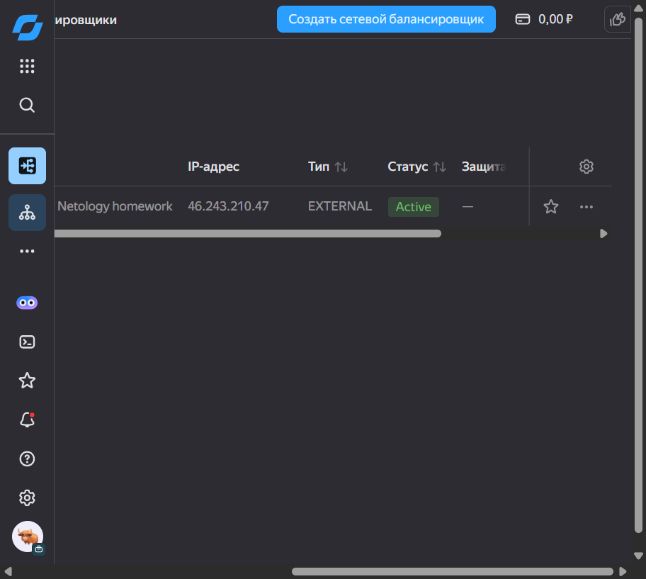 ировщики Создать сетевой балансировщик 0,00 ₽
IP-адрес Тип Статус Защита
Netology homework 46.243.210.47 EXTERNAL Active —